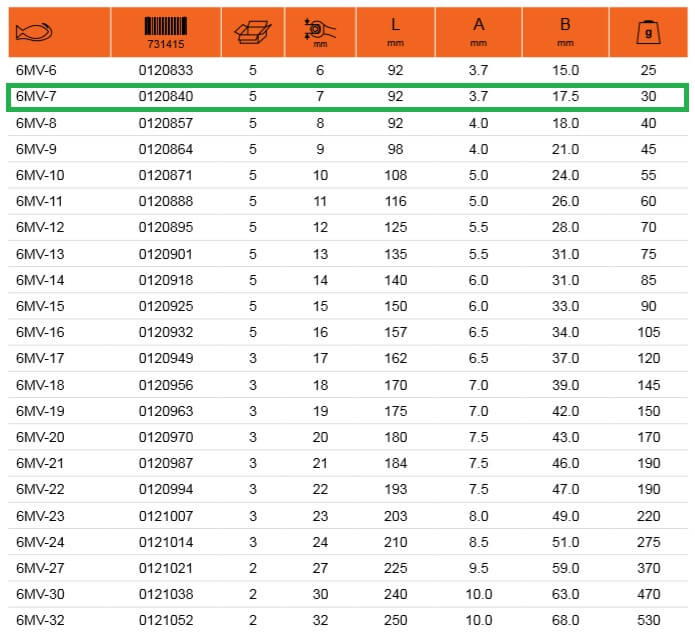 731415 mm L mm A mm B mm g
6MV-6 0120833 5 6 92 3.7 15.0 25
6MV-7 0120840 5 7 92 3.7 17.5 30
6MV-8 0120857 5 8 92 4.0 18.0 40
6MV-9 0120864 5 9 98 4.0 21.0 45
6MV-10 0120871 5 10 108 5.0 24.0 55
6MV-11 0120888 5 11 116 5.0 26.0 60
6MV-12 0120895 5 12 125 5.5 28.0 70
6MV-13 0120901 5 13 135 5.5 31.0 75
6MV-14 0120918 5 14 140 6.0 31.0 85
6MV-15 0120925 5 15 150 6.0 33.0 90
6MV-16 0120932 5 16 157 6.5 34.0 105
6MV-17 0120949 3 17 162 6.5 37.0 120
6MV-18 0120956 3 18 170 7.0 39.0 145
6MV-19 0120963 3 19 175 7.0 42.0 150
6MV-20 0120970 3 20 180 7.5 43.0 170
6MV-21 0120987 3 21 184 7.5 46.0 190
6MV-22 0120994 3 22 193 7.5 47.0 190
6MV-23 0121007 3 23 203 8.0 49.0 220
6MV-24 0121014 3 24 210 8.5 51.0 275
6MV-27 0121021 2 27 225 9.5 59.0 370
6MV-30 0121038 2 30 240 10.0 63.0 470
6MV-32 0121052 2 32 250 10.0 68.0 530